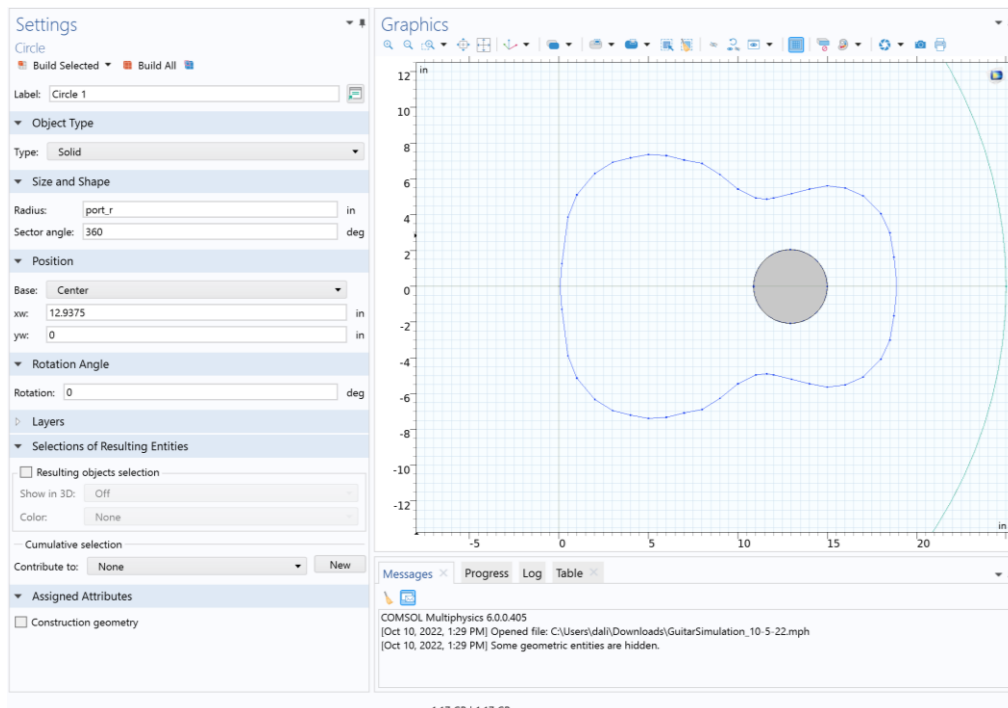 Settings
Circle
Build Selected Build All
Label: Circle 1
Object Type
Type: Solid
Size and Shape
Radius: port_r in
Sector angle: 360 deg
Position
Base: Center
xw: 12.9375 in
yw: 0 in
Rotation Angle
Rotation: 0 deg
Layers
Selections of Resulting Entities
Resulting objects selection
Show in 3D: Off
Color: None
Cumulative selection
Contribute to: None New
Assigned Attributes
Construction geometry
Graphics
in
12
10
8
6
4
2
0
-2
-4
-6
-8
-10
-12
in
-5 0 5 10 15 20
Messages Progress Log Table
COMSOL Multiphysics 6.0.0.405
[Oct 10, 2022, 1:29 PM] Opened file: C:\Users\dali\Downloads\GuitarSimulation_10-5-22.mph
[Oct 10, 2022, 1:29 PM] Some geometric entities are hidden.